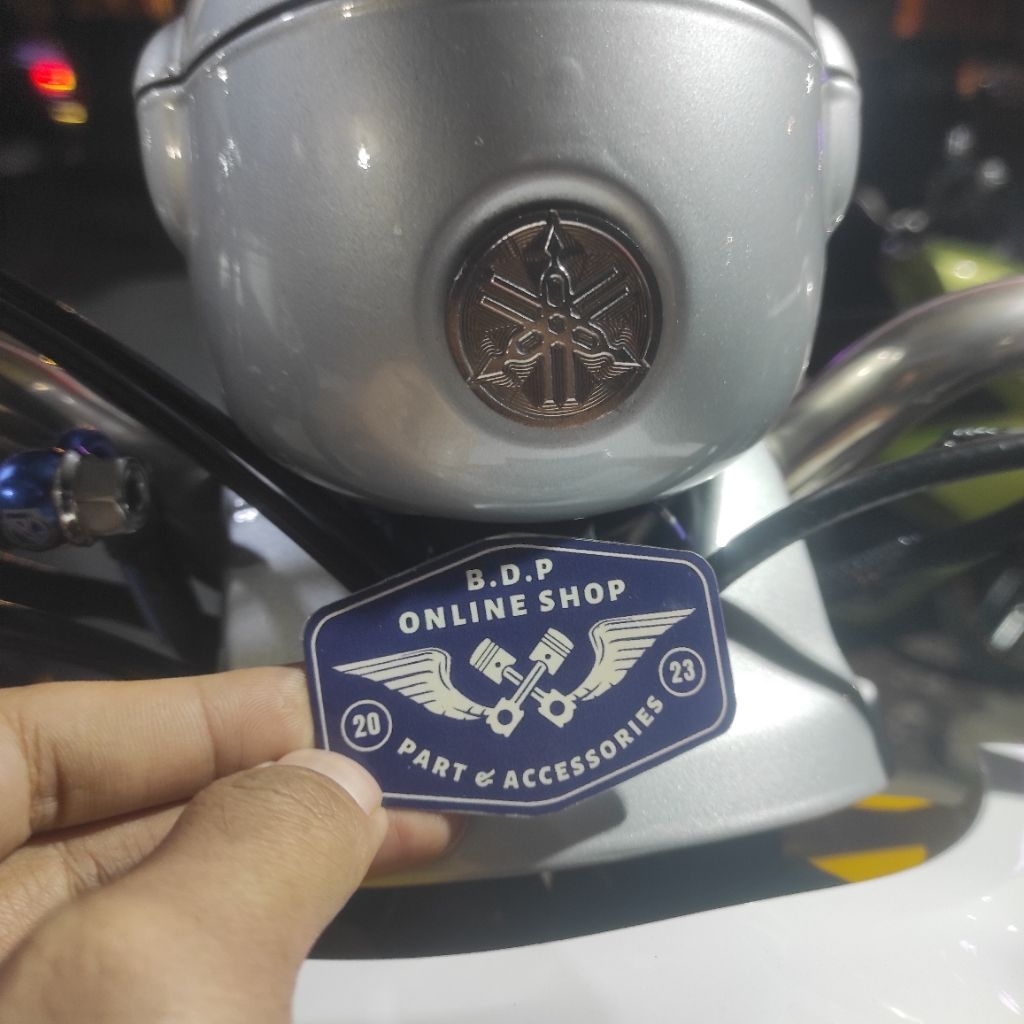 B.D.P
ONLINE SHOP
20
23
PART & ACCESSORIES